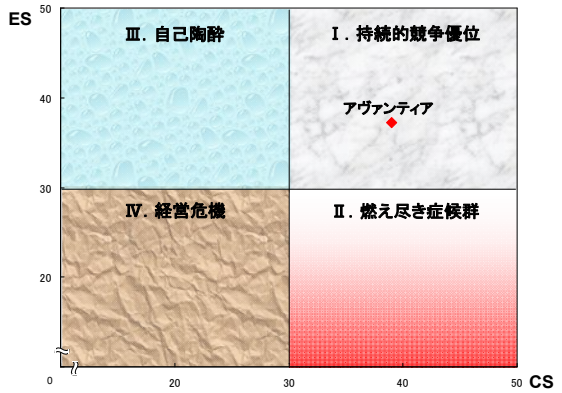 ES
50
Ⅲ. 自己陶酔
Ⅰ. 持続的競争優位
40
アヴァンティア
30
Ⅳ. 経営危機
Ⅱ. 燃え尽き症候群
20
0
20
30
40
50
CS